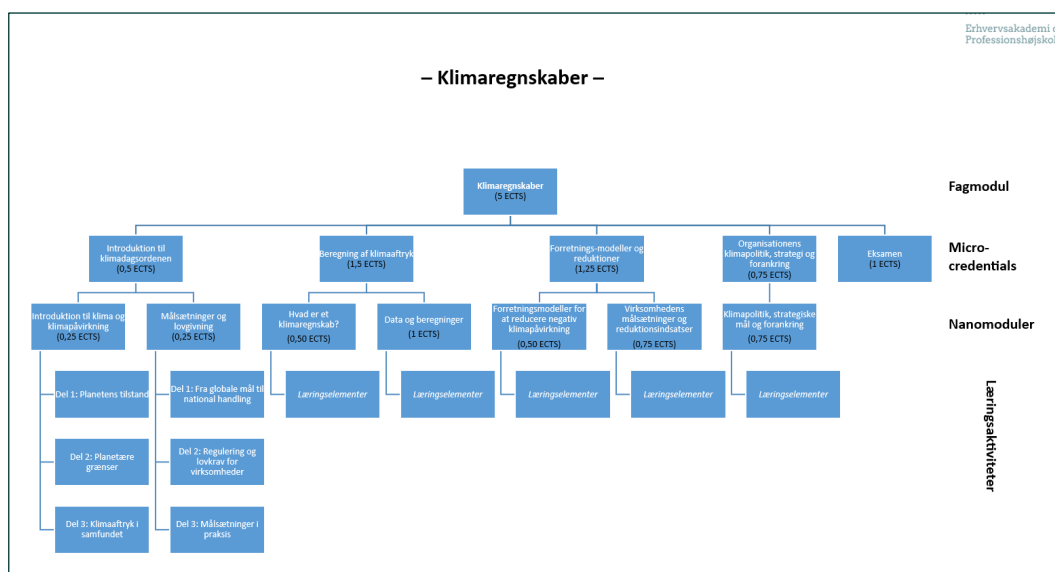 Erhvervsakademi o
Professionshøjskol
– Klimaregnskaber –
Klimaregnskaber
(5 ECTS)
Fagmodul
Introduktion til
klimadagsordenen
(0,5 ECTS)
Beregning af klimaaftryk
(1,5 ECTS)
Forretnings-modeller og
reduktioner
(1,25 ECTS)
Organisationens
klimapolitik, strategi og
forankring
(0,75 ECTS)
Eksamen
(1 ECTS)
Micro-
credentials
Introduktion til klima og
klimapåvirkning
(0,25 ECTS)
Målsætninger og
lovgivning
(0,25 ECTS)
Hvad er et
klimaregnskab?
(0,50 ECTS)
Data og beregninger
(1 ECTS)
Forretningsmodeller for
at reducere negativ
klimapåvirkning
(0,50 ECTS)
Virksomhedens
målsætninger og
reduktionsindsatser
(0,75 ECTS)
Klimapolitik, strategiske
mål og forankring
(0,75 ECTS)
Nanomoduler
Del 1: Planetens tilstand
Del 1: Fra globale mål til
national handling
Læringselementer
Læringselementer
Læringselementer
Læringselementer
Læringselementer
Læringsaktiviteter
Del 2: Planetære
grænser
Del 2: Regulering og
lovkrav for
virksomheder
Del 3: Klimaaftryk i
samfundet
Del 3: Målsætninger i
praksis